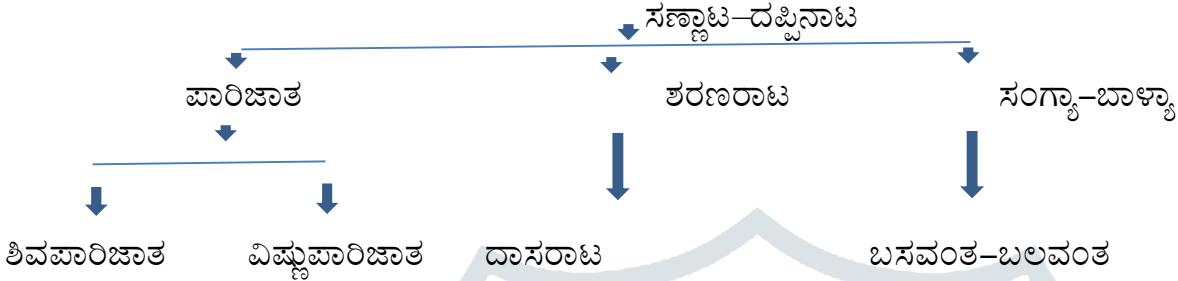 ಸಣ್ಣಾಟ–ದಪ್ಪಿನಾಟ
ಪಾರಿಜಾತ ಶರಣರಾಟ ಸಂಗ್ಯಾ–ಬಾಳ್ಯಾ
ಶಿವಪಾರಿಜಾತ ವಿಷ್ಣುಪಾರಿಜಾತ ದಾಸರಾಟ ಬಸವಂತ–ಬಲವಂತ